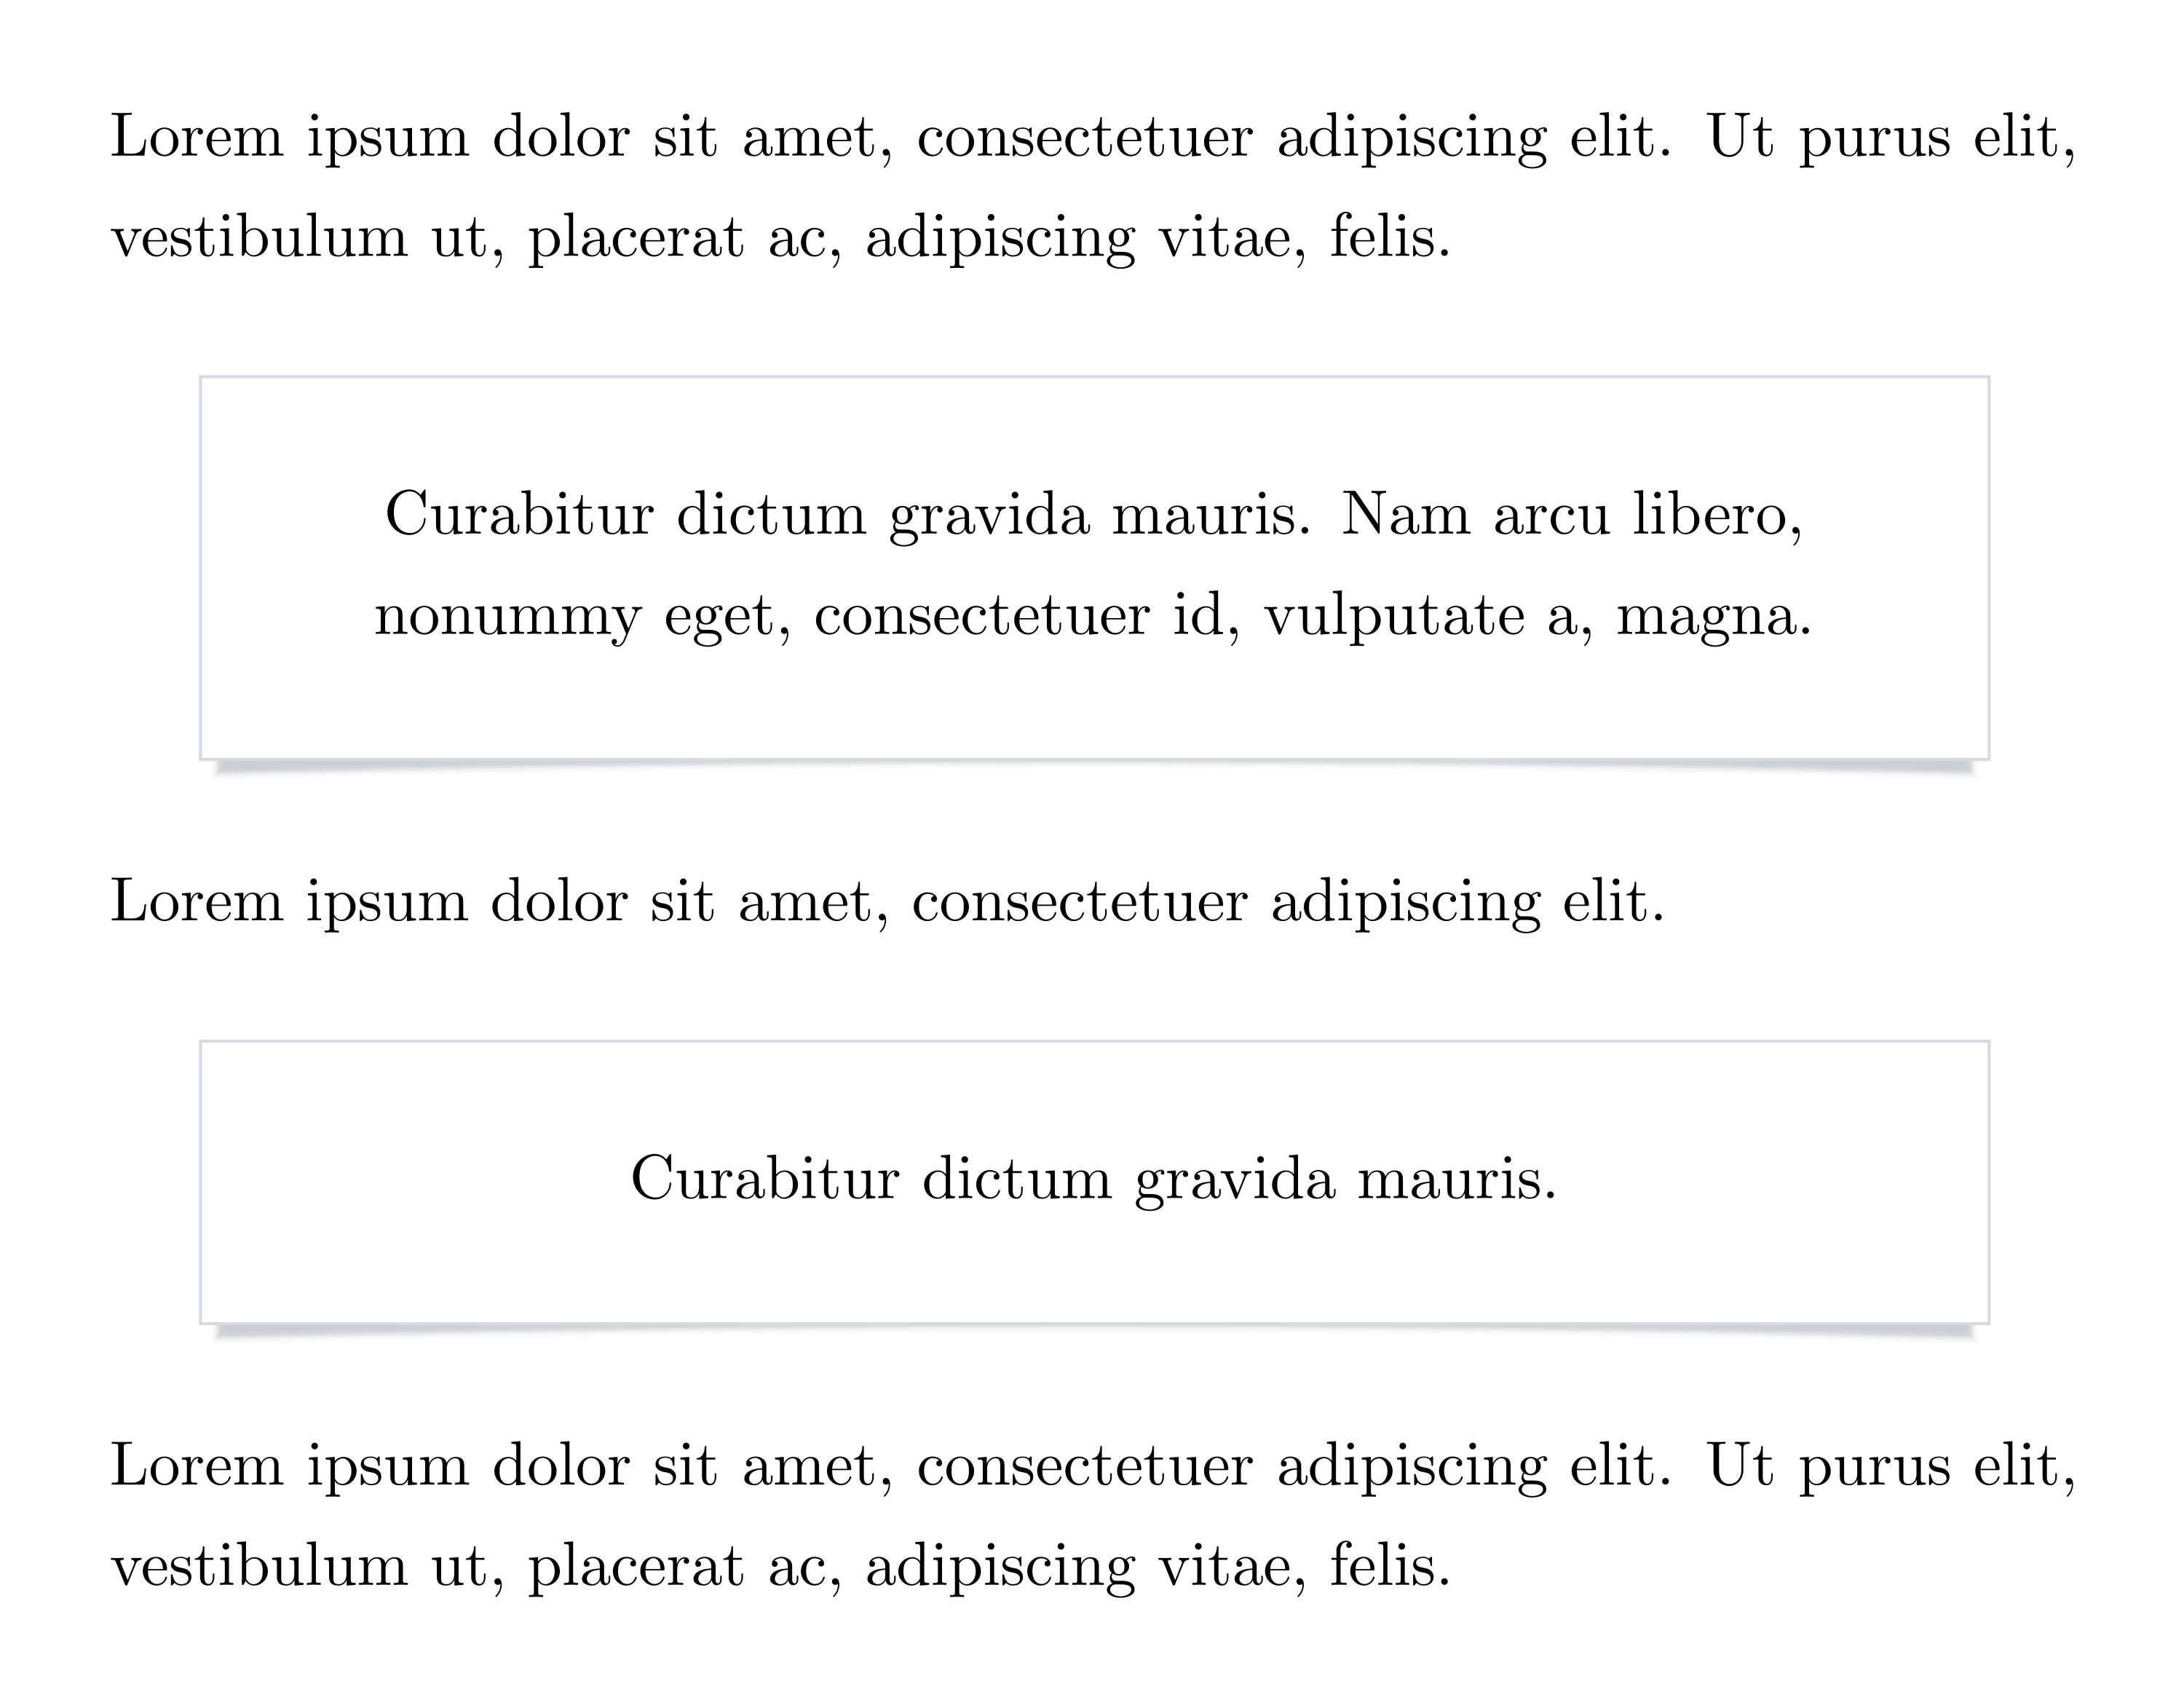 Lorem ipsum dolor sit amet, consectetuer adipiscing elit. Ut purus elit,
vestibulum ut, placerat ac, adipiscing vitae, felis.
Curabitur dictum gravida mauris. Nam arcu libero,
nonummy eget, consectetuer id, vulputate a, magna.
Lorem ipsum dolor sit amet, consectetuer adipiscing elit.
Curabitur dictum gravida mauris.
Lorem ipsum dolor sit amet, consectetuer adipiscing elit. Ut purus elit,
vestibulum ut, placerat ac, adipiscing vitae, felis.